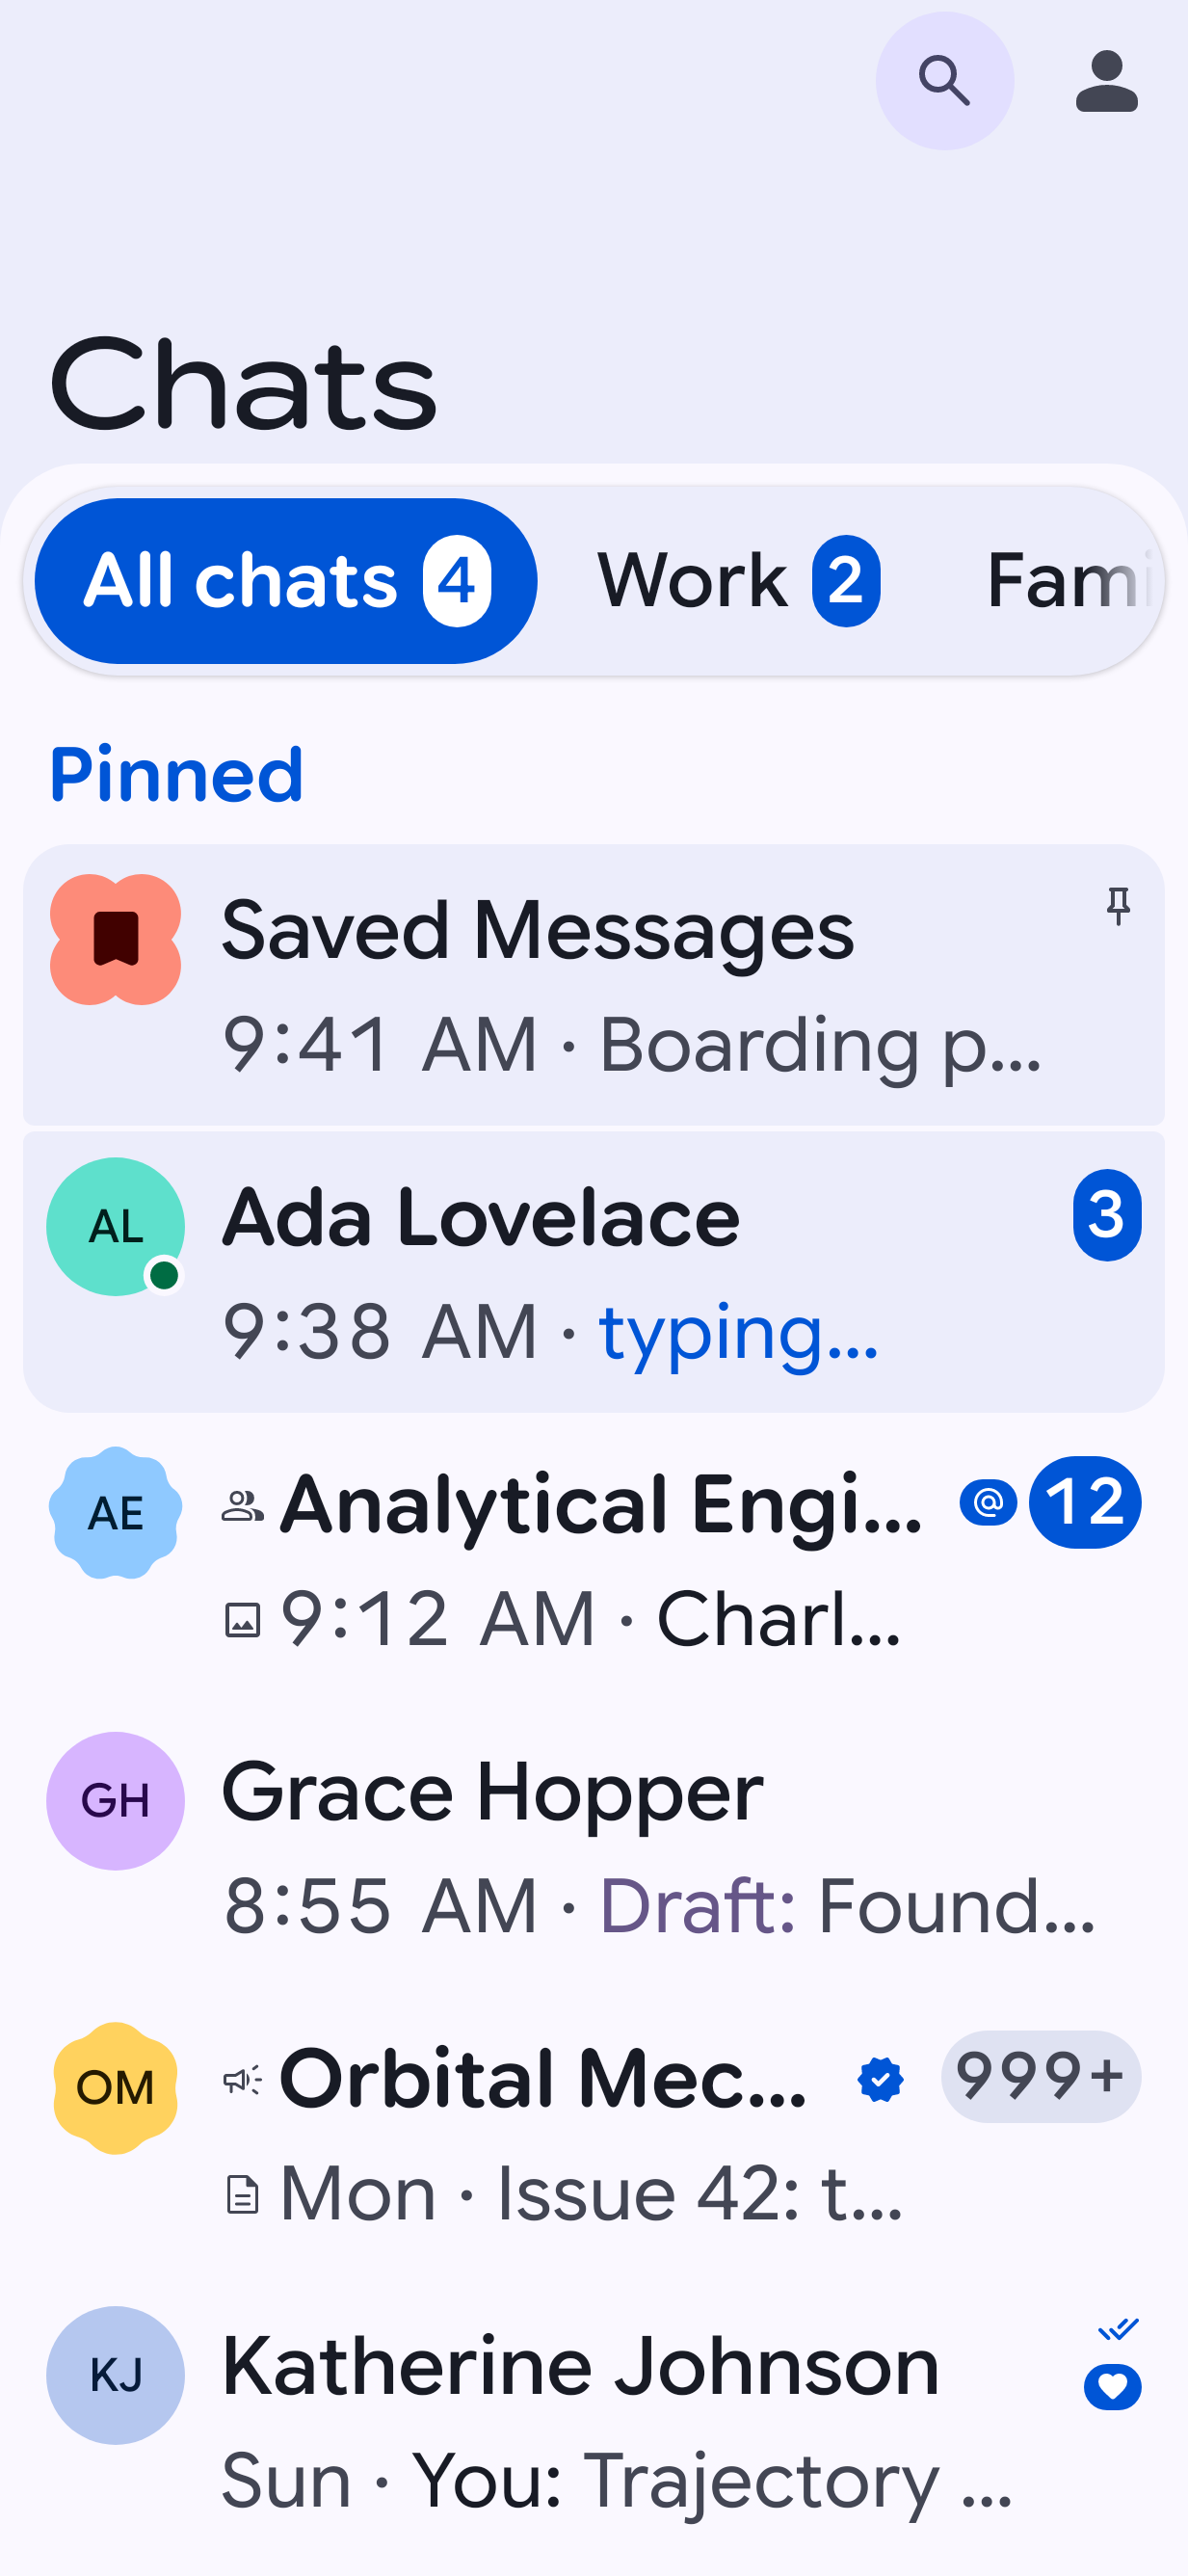 Chats
All chats 4 Work 2 Fami
Pinned
Saved Messages
9:41 AM · Boarding p...
AL Ada Lovelace 3
9:38 AM · typing...
AE Analytical Engi... @ 12
9:12 AM · Charl...
GH Grace Hopper
8:55 AM · Draft: Found...
OM Orbital Mec... 999+
Mon · Issue 42: t...
KJ Katherine Johnson
Sun · You: Trajectory ...